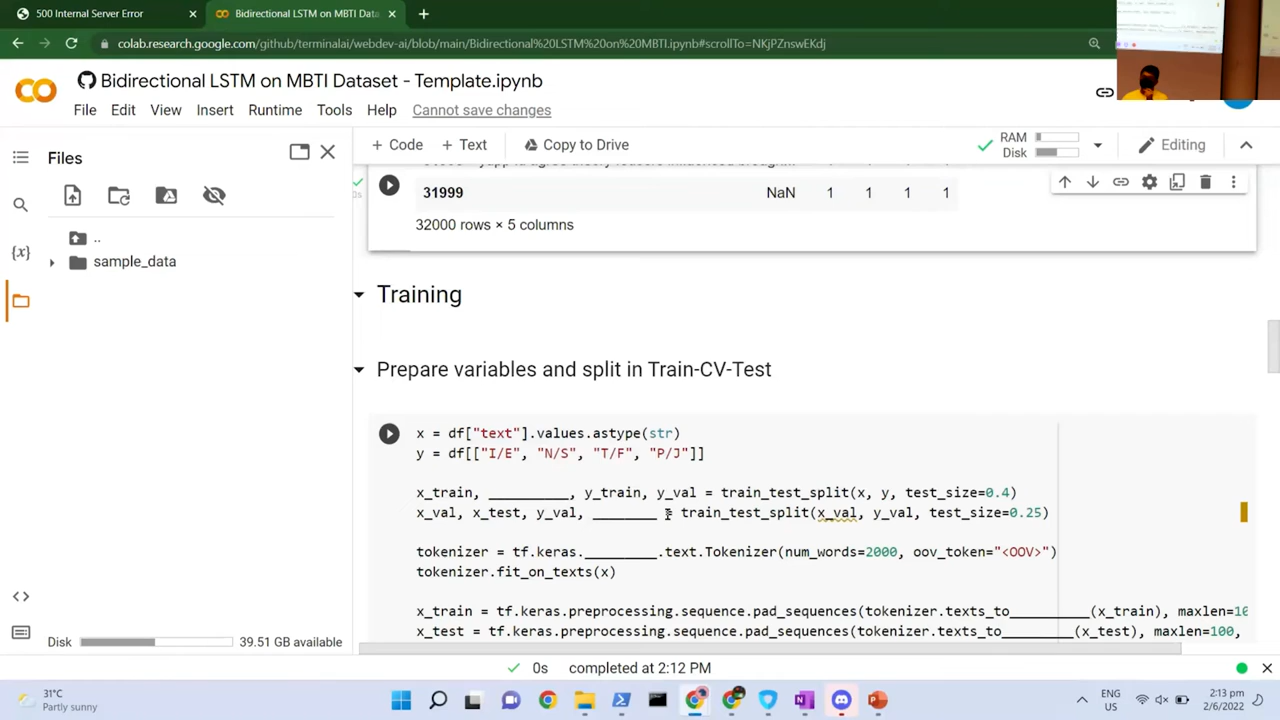 500 Internal Server Error
Bidirectional LSTM on MBTI Data
colab.research.google.com/github/terminalai/webdev-ai/blob/main/Bidirectional%20LSTM%20on%20MBTI.ipynb#scrollTo=NKjPZnswEKdj
Bidirectional LSTM on MBTI Dataset - Template.ipynb
File Edit View Insert Runtime Tools Help Cannot save changes
Files
+ Code + Text Copy to Drive
RAM
Disk
Editing
31999 NaN 1 1 1 1
32000 rows × 5 columns
..
sample_data
Training
Prepare variables and split in Train-CV-Test
x = df["text"].values.astype(str)
y = df[["I/E", "N/S", "T/F", "P/J"]]
x_train, __________, y_train, y_val = train_test_split(x, y, test_size=0.4)
x_val, x_test, y_val, ________ = train_test_split(x_val, y_val, test_size=0.25)
tokenizer = tf.keras._________.text.Tokenizer(num_words=2000, oov_token="<OOV>")
tokenizer.fit_on_texts(x)
x_train = tf.keras.preprocessing.sequence.pad_sequences(tokenizer.texts_to__________(x_train), maxlen=10
x_test = tf.keras.preprocessing.sequence.pad_sequences(tokenizer.texts_to_________(x_test), maxlen=100,
Disk 39.51 GB available
0s completed at 2:12 PM
31°C
Partly sunny
ENG
US
2:13 pm
2/6/2022